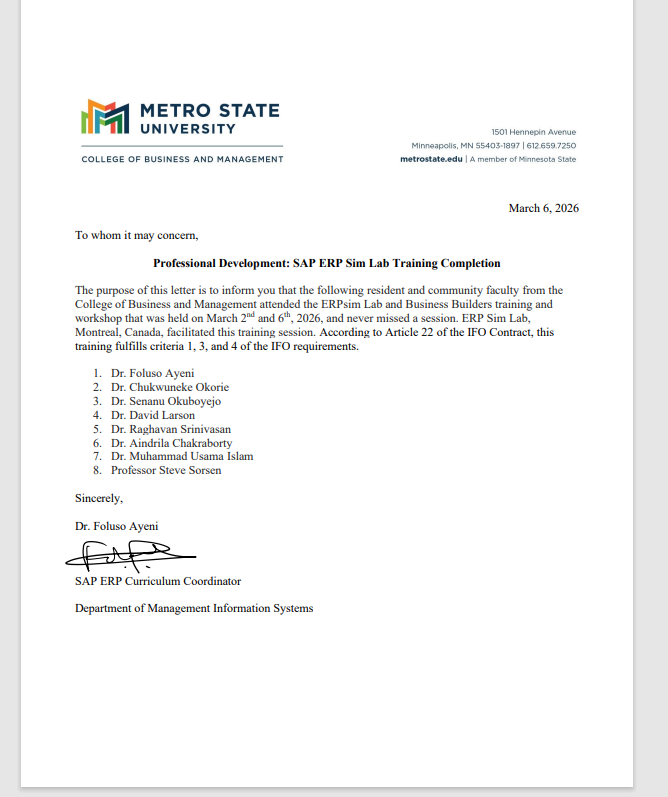 METRO STATE
UNIVERSITY
COLLEGE OF BUSINESS AND MANAGEMENT
1501 Hennepin Avenue
Minneapolis, MN 55403-1897 | 612.659.7250
metrostate.edu | A member of Minnesota State
March 6, 2026
To whom it may concern,
Professional Development: SAP ERP Sim Lab Training Completion
The purpose of this letter is to inform you that the following resident and community faculty from the
College of Business and Management attended the ERPsim Lab and Business Builders training and
workshop that was held on March 2nd and 6th, 2026, and never missed a session. ERP Sim Lab,
Montreal, Canada, facilitated this training session. According to Article 22 of the IFO Contract, this
training fulfills criteria 1, 3, and 4 of the IFO requirements.
1. Dr. Foluso Ayeni
2. Dr. Chukwuneke Okorie
3. Dr. Senanu Okuboyejo
4. Dr. David Larson
5. Dr. Raghavan Srinivasan
6. Dr. Aindrila Chakraborty
7. Dr. Muhammad Usama Islam
8. Professor Steve Sorsen
Sincerely,
Dr. Foluso Ayeni
SAP ERP Curriculum Coordinator
Department of Management Information Systems